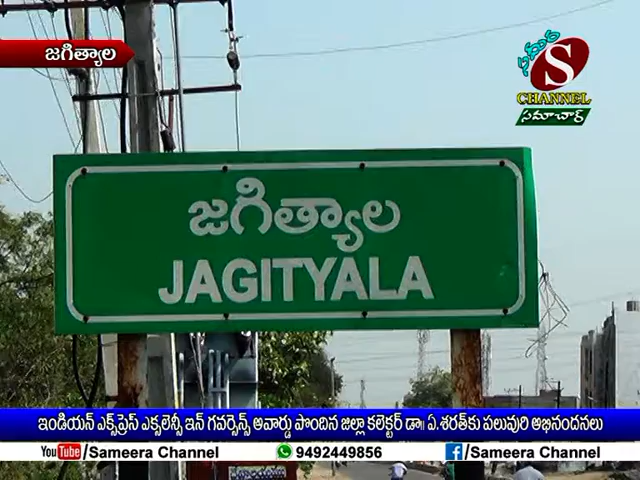 జగిత్యాల
S
CHANNEL
సమాచార్
జగిత్యాల
JAGITYALA
ఇండియన్ ఎక్స్‌ప్రెస్ ఎక్సలెన్సీ ఇన్ గవర్నెన్స్ అవార్డు పొందిన జిల్లా కలెక్టర్ డా॥ ఏ.శరత్‌కు పలువురి అభినందనలు
YouTube /Sameera Channel 9492449856 f /Sameera Channel